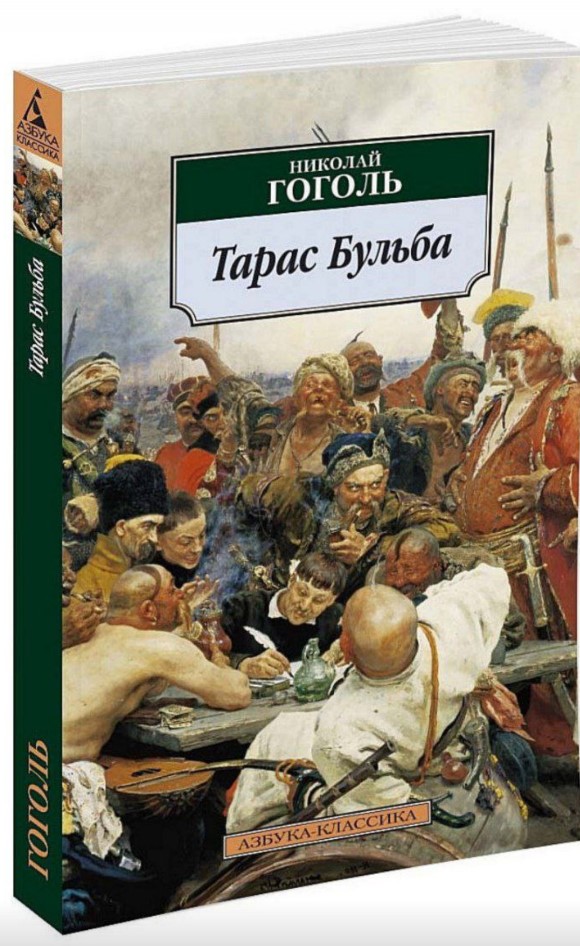 АЗБУКА
КЛАССИКА
Тарас Бульба
ГОГОЛЬ
НИКОЛАЙ
ГОГОЛЬ
Тарас Бульба
АЗБУКА-КЛАССИКА